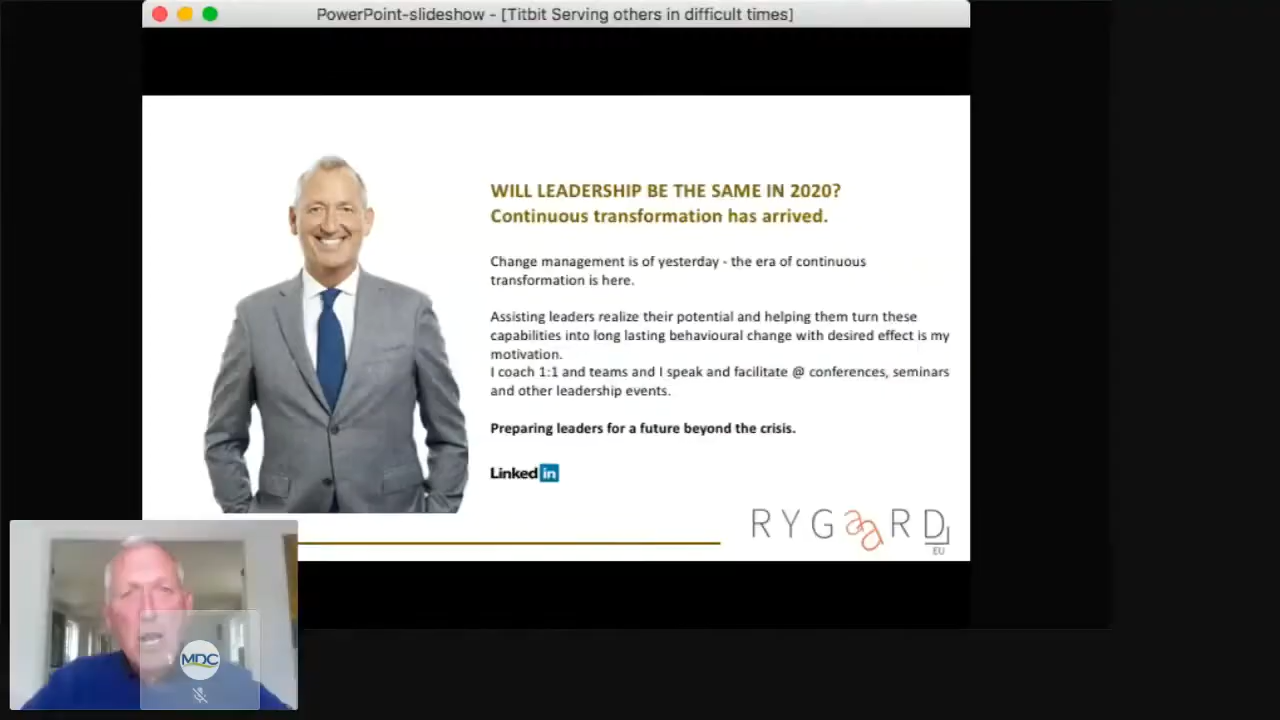 PowerPoint-slideshow - [Titbit Serving others in difficult times]
WILL LEADERSHIP BE THE SAME IN 2020?
Continuous transformation has arrived.
Change management is of yesterday - the era of continuous
transformation is here.
Assisting leaders realize their potential and helping them turn these
capabilities into long lasting behavioural change with desired effect is my
motivation.
I coach 1:1 and teams and I speak and facilitate @ conferences, seminars
and other leadership events.
Preparing leaders for a future beyond the crisis.
Linked in
RYGaaRD
EU
MDC